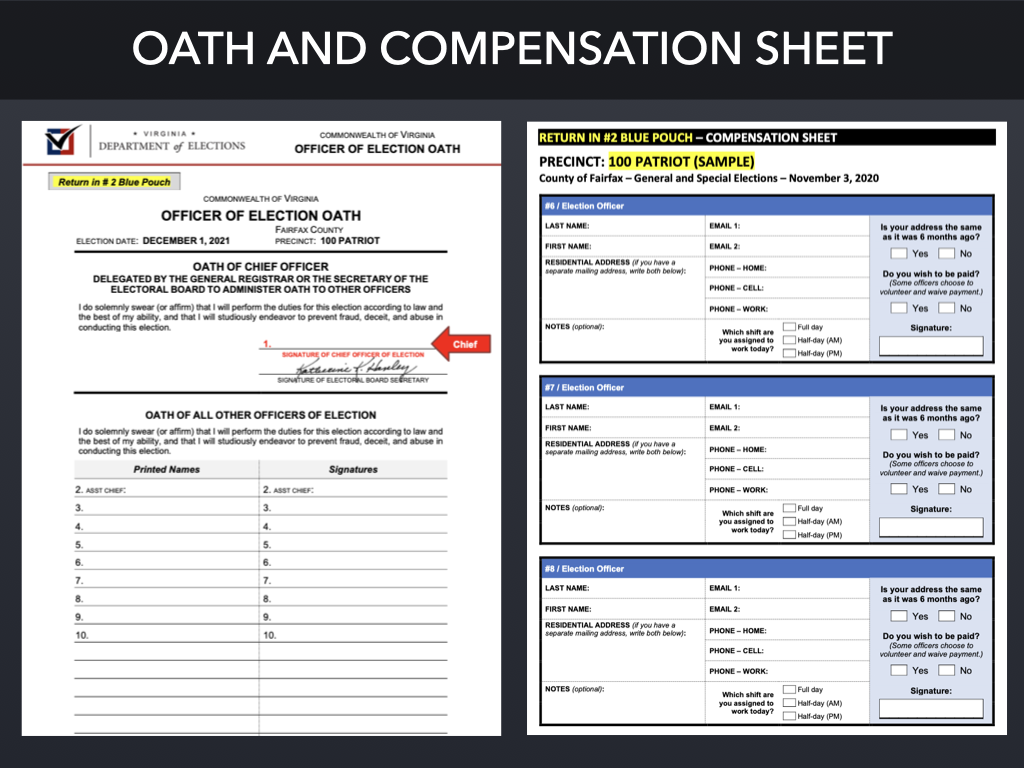 OATH AND COMPENSATION SHEET
* VIRGINIA *
DEPARTMENT of ELECTIONS
COMMONWEALTH OF VIRGINIA
OFFICER OF ELECTION OATH
Return in # 2 Blue Pouch
COMMONWEALTH OF VIRGINIA
OFFICER OF ELECTION OATH
FAIRFAX COUNTY
ELECTION DATE: DECEMBER 1, 2021 PRECINCT: 100 PATRIOT
OATH OF CHIEF OFFICER
DELEGATED BY THE GENERAL REGISTRAR OR THE SECRETARY OF THE
ELECTORAL BOARD TO ADMINISTER OATH TO OTHER OFFICERS
I do solemnly swear (or affirm) that I will perform the duties for this election according to law and
the best of my ability, and that I will studiously endeavor to prevent fraud, deceit, and abuse in
conducting this election.
1.
Chief
SIGNATURE OF CHIEF OFFICER OF ELECTION
Katherine K. Hanley
SIGNATURE OF ELECTORAL BOARD SECRETARY
OATH OF ALL OTHER OFFICERS OF ELECTION
I do solemnly swear (or affirm) that I will perform the duties for this election according to law and
the best of my ability, and that I will studiously endeavor to prevent fraud, deceit, and abuse in
conducting this election.
Printed Names Signatures
2. ASST CHIEF: 2. ASST CHIEF:
3. 3.
4. 4.
5. 5.
6. 6.
7. 7.
8. 8.
9. 9.
10. 10.
RETURN IN #2 BLUE POUCH – COMPENSATION SHEET
PRECINCT: 100 PATRIOT (SAMPLE)
County of Fairfax – General and Special Elections – November 3, 2020
#6 / Election Officer
LAST NAME:
FIRST NAME:
RESIDENTIAL ADDRESS (if you have a
separate mailing address, write both below):
NOTES (optional):
EMAIL 1:
EMAIL 2:
PHONE – HOME:
PHONE – CELL:
PHONE – WORK:
Which shift are
you assigned to
work today?
Full day
Half-day (AM)
Half-day (PM)
Is your address the same
as it was 6 months ago?
Yes No
Do you wish to be paid?
(Some officers choose to
volunteer and waive payment.)
Yes No
Signature:
#7 / Election Officer
LAST NAME:
FIRST NAME:
RESIDENTIAL ADDRESS (if you have a
separate mailing address, write both below):
NOTES (optional):
EMAIL 1:
EMAIL 2:
PHONE – HOME:
PHONE – CELL:
PHONE – WORK:
Which shift are
you assigned to
work today?
Full day
Half-day (AM)
Half-day (PM)
Is your address the same
as it was 6 months ago?
Yes No
Do you wish to be paid?
(Some officers choose to
volunteer and waive payment.)
Yes No
Signature:
#8 / Election Officer
LAST NAME:
FIRST NAME:
RESIDENTIAL ADDRESS (if you have a
separate mailing address, write both below):
NOTES (optional):
EMAIL 1:
EMAIL 2:
PHONE – HOME:
PHONE – CELL:
PHONE – WORK:
Which shift are
you assigned to
work today?
Full day
Half-day (AM)
Half-day (PM)
Is your address the same
as it was 6 months ago?
Yes No
Do you wish to be paid?
(Some officers choose to
volunteer and waive payment.)
Yes No
Signature: